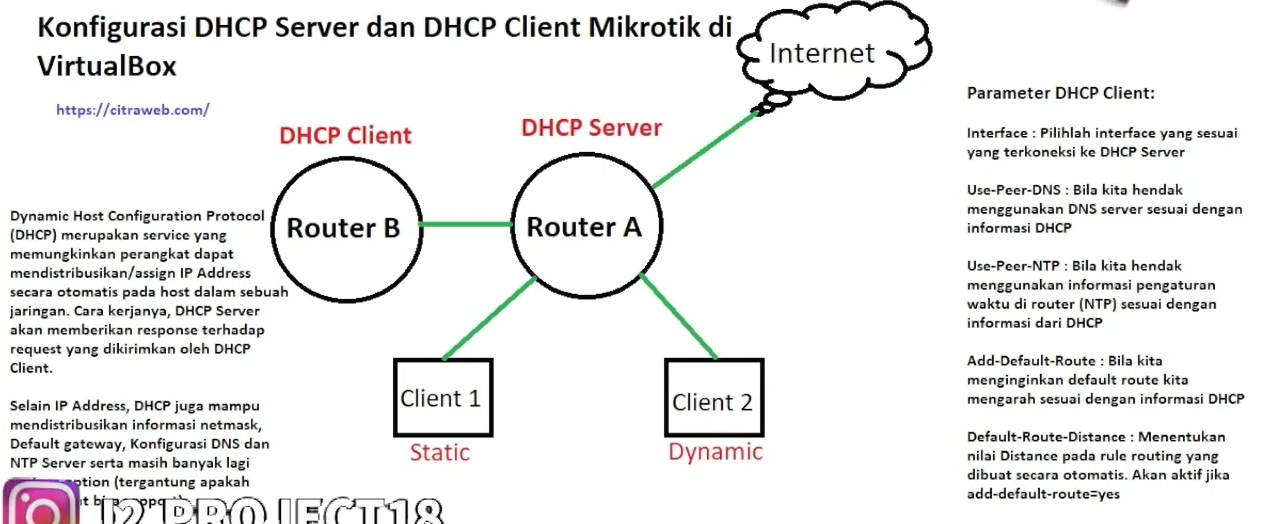 Konfigurasi DHCP Server dan DHCP Client Mikrotik di
VirtualBox
https://citraweb.com/
Internet
DHCP Client
DHCP Server
Router B
Router A
Client 1
Static
Client 2
Dynamic
Dynamic Host Configuration Protocol
(DHCP) merupakan service yang
memungkinkan perangkat dapat
mendistribusikan/assign IP Address
secara otomatis pada host dalam sebuah
jaringan. Cara kerjanya, DHCP Server
akan memberikan response terhadap
request yang dikirimkan oleh DHCP
Client.
Selain IP Address, DHCP juga mampu
mendistribusikan informasi netmask,
Default gateway, Konfigurasi DNS dan
NTP Server serta masih banyak lagi
(tergantung apakah
J2 PROJECT18
Parameter DHCP Client:
Interface : Pilihlah interface yang sesuai
yang terkoneksi ke DHCP Server
Use-Peer-DNS : Bila kita hendak
menggunakan DNS server sesuai dengan
informasi DHCP
Use-Peer-NTP : Bila kita hendak
menggunakan informasi pengaturan
waktu di router (NTP) sesuai dengan
informasi dari DHCP
Add-Default-Route : Bila kita
menginginkan default route kita
mengarah sesuai dengan informasi DHCP
Default-Route-Distance : Menentukan
nilai Distance pada rule routing yang
dibuat secara otomatis. Akan aktif jika
add-default-route=yes